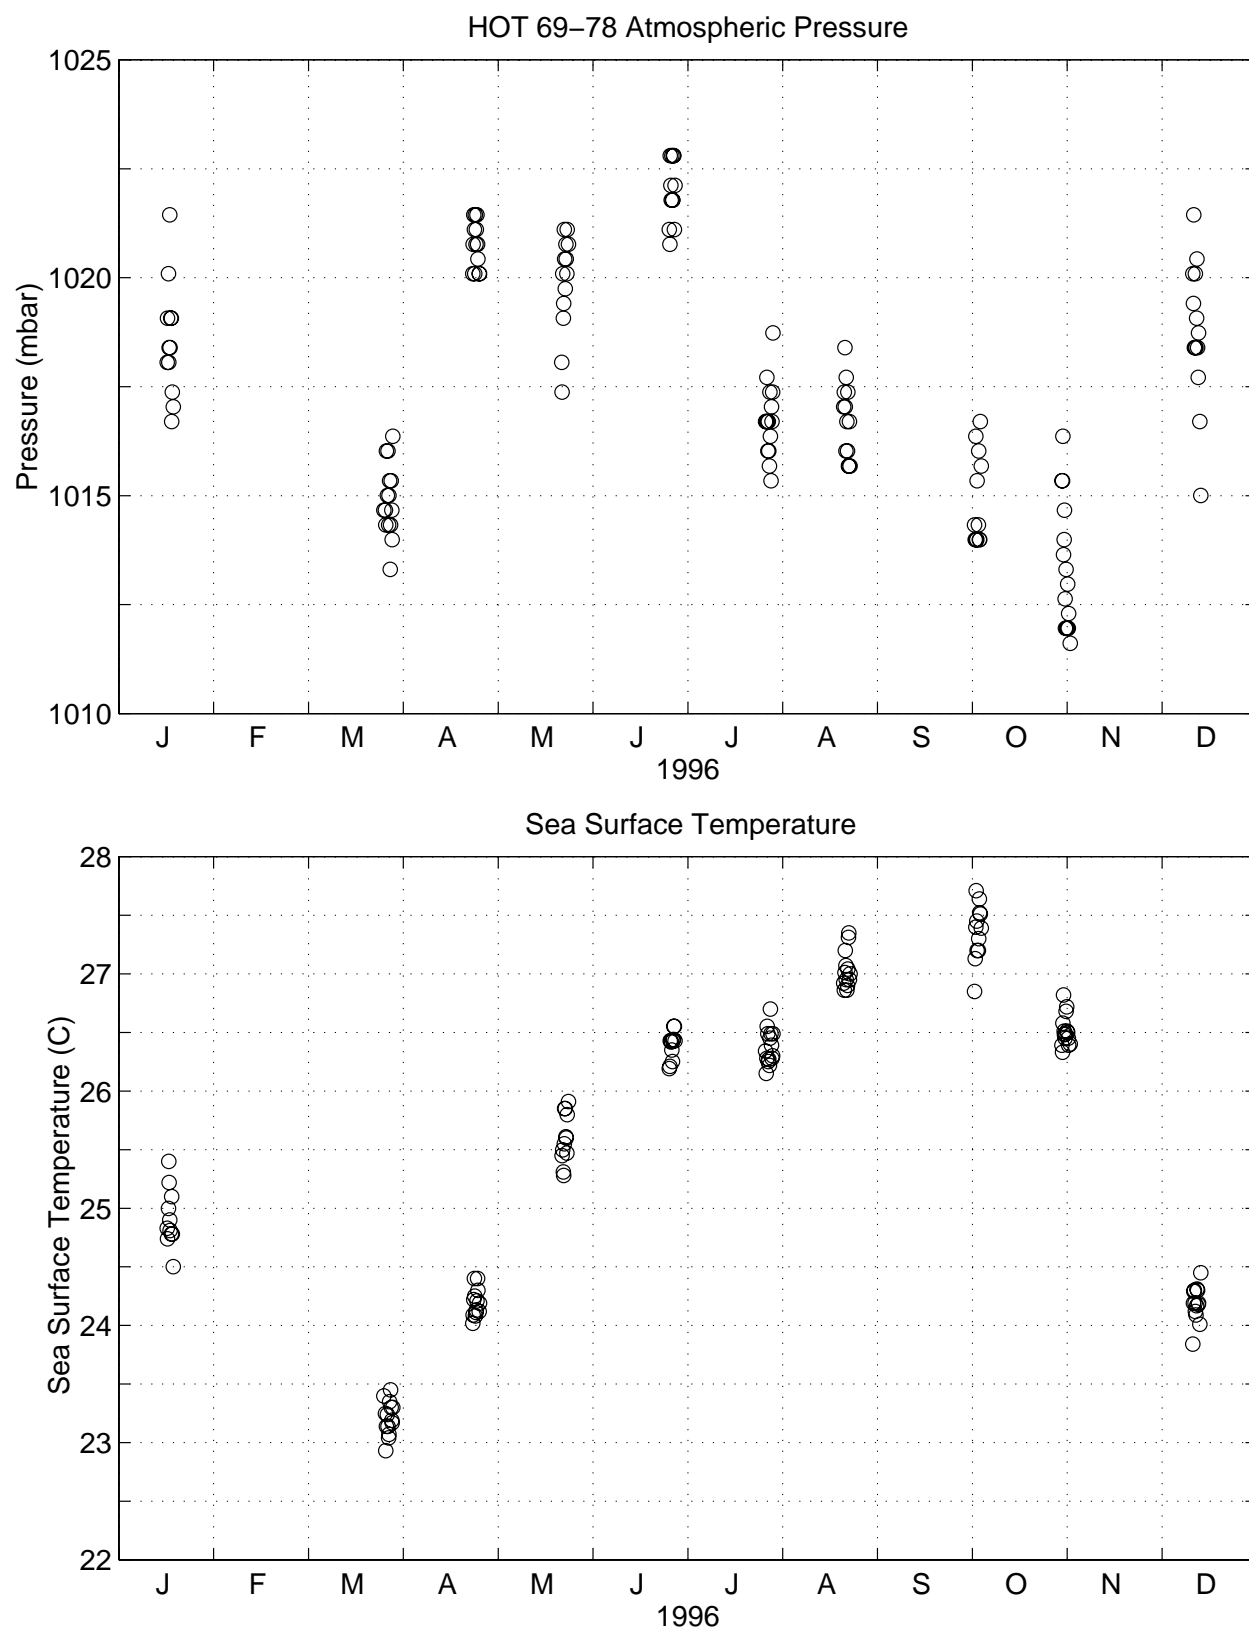 HOT 69–78 Atmospheric Pressure
1025
1020
1015
1010
Pressure (mbar)
J F M A M J J A S O N D
1996
Sea Surface Temperature
28
27
26
25
24
23
22
Sea Surface Temperature (C)
J F M A M J J A S O N D
1996